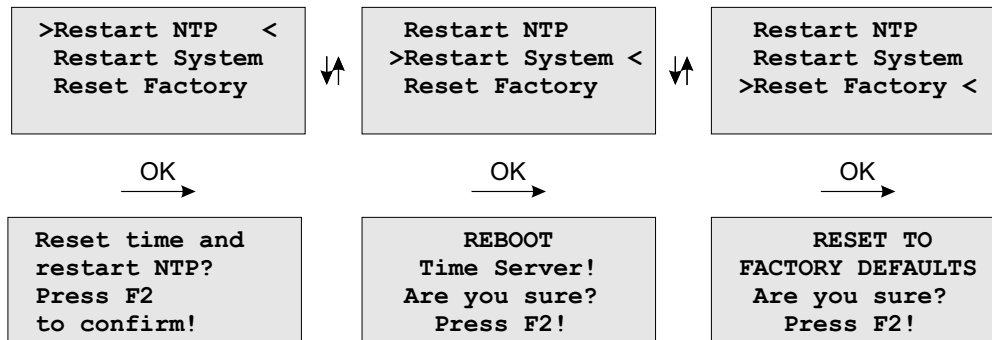 >Restart NTP <
Restart System
Reset Factory
Restart NTP
>Restart System <
Reset Factory
Restart NTP
Restart System
>Reset Factory <
OK
OK
OK
Reset time and
restart NTP?
Press F2
to confirm!
REBOOT
Time Server!
Are you sure?
Press F2!
RESET TO
FACTORY DEFAULTS
Are you sure?
Press F2!